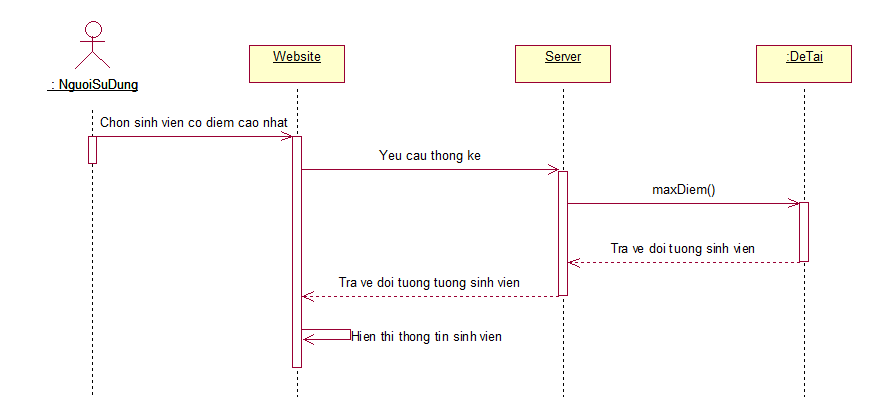 Website
Server
:DeTai
: NguoiSuDung
Chon sinh vien co diem cao nhat
Yeu cau thong ke
maxDiem()
Tra ve doi tuong sinh vien
Tra ve doi tuong tuong sinh vien
Hien thi thong tin sinh vien